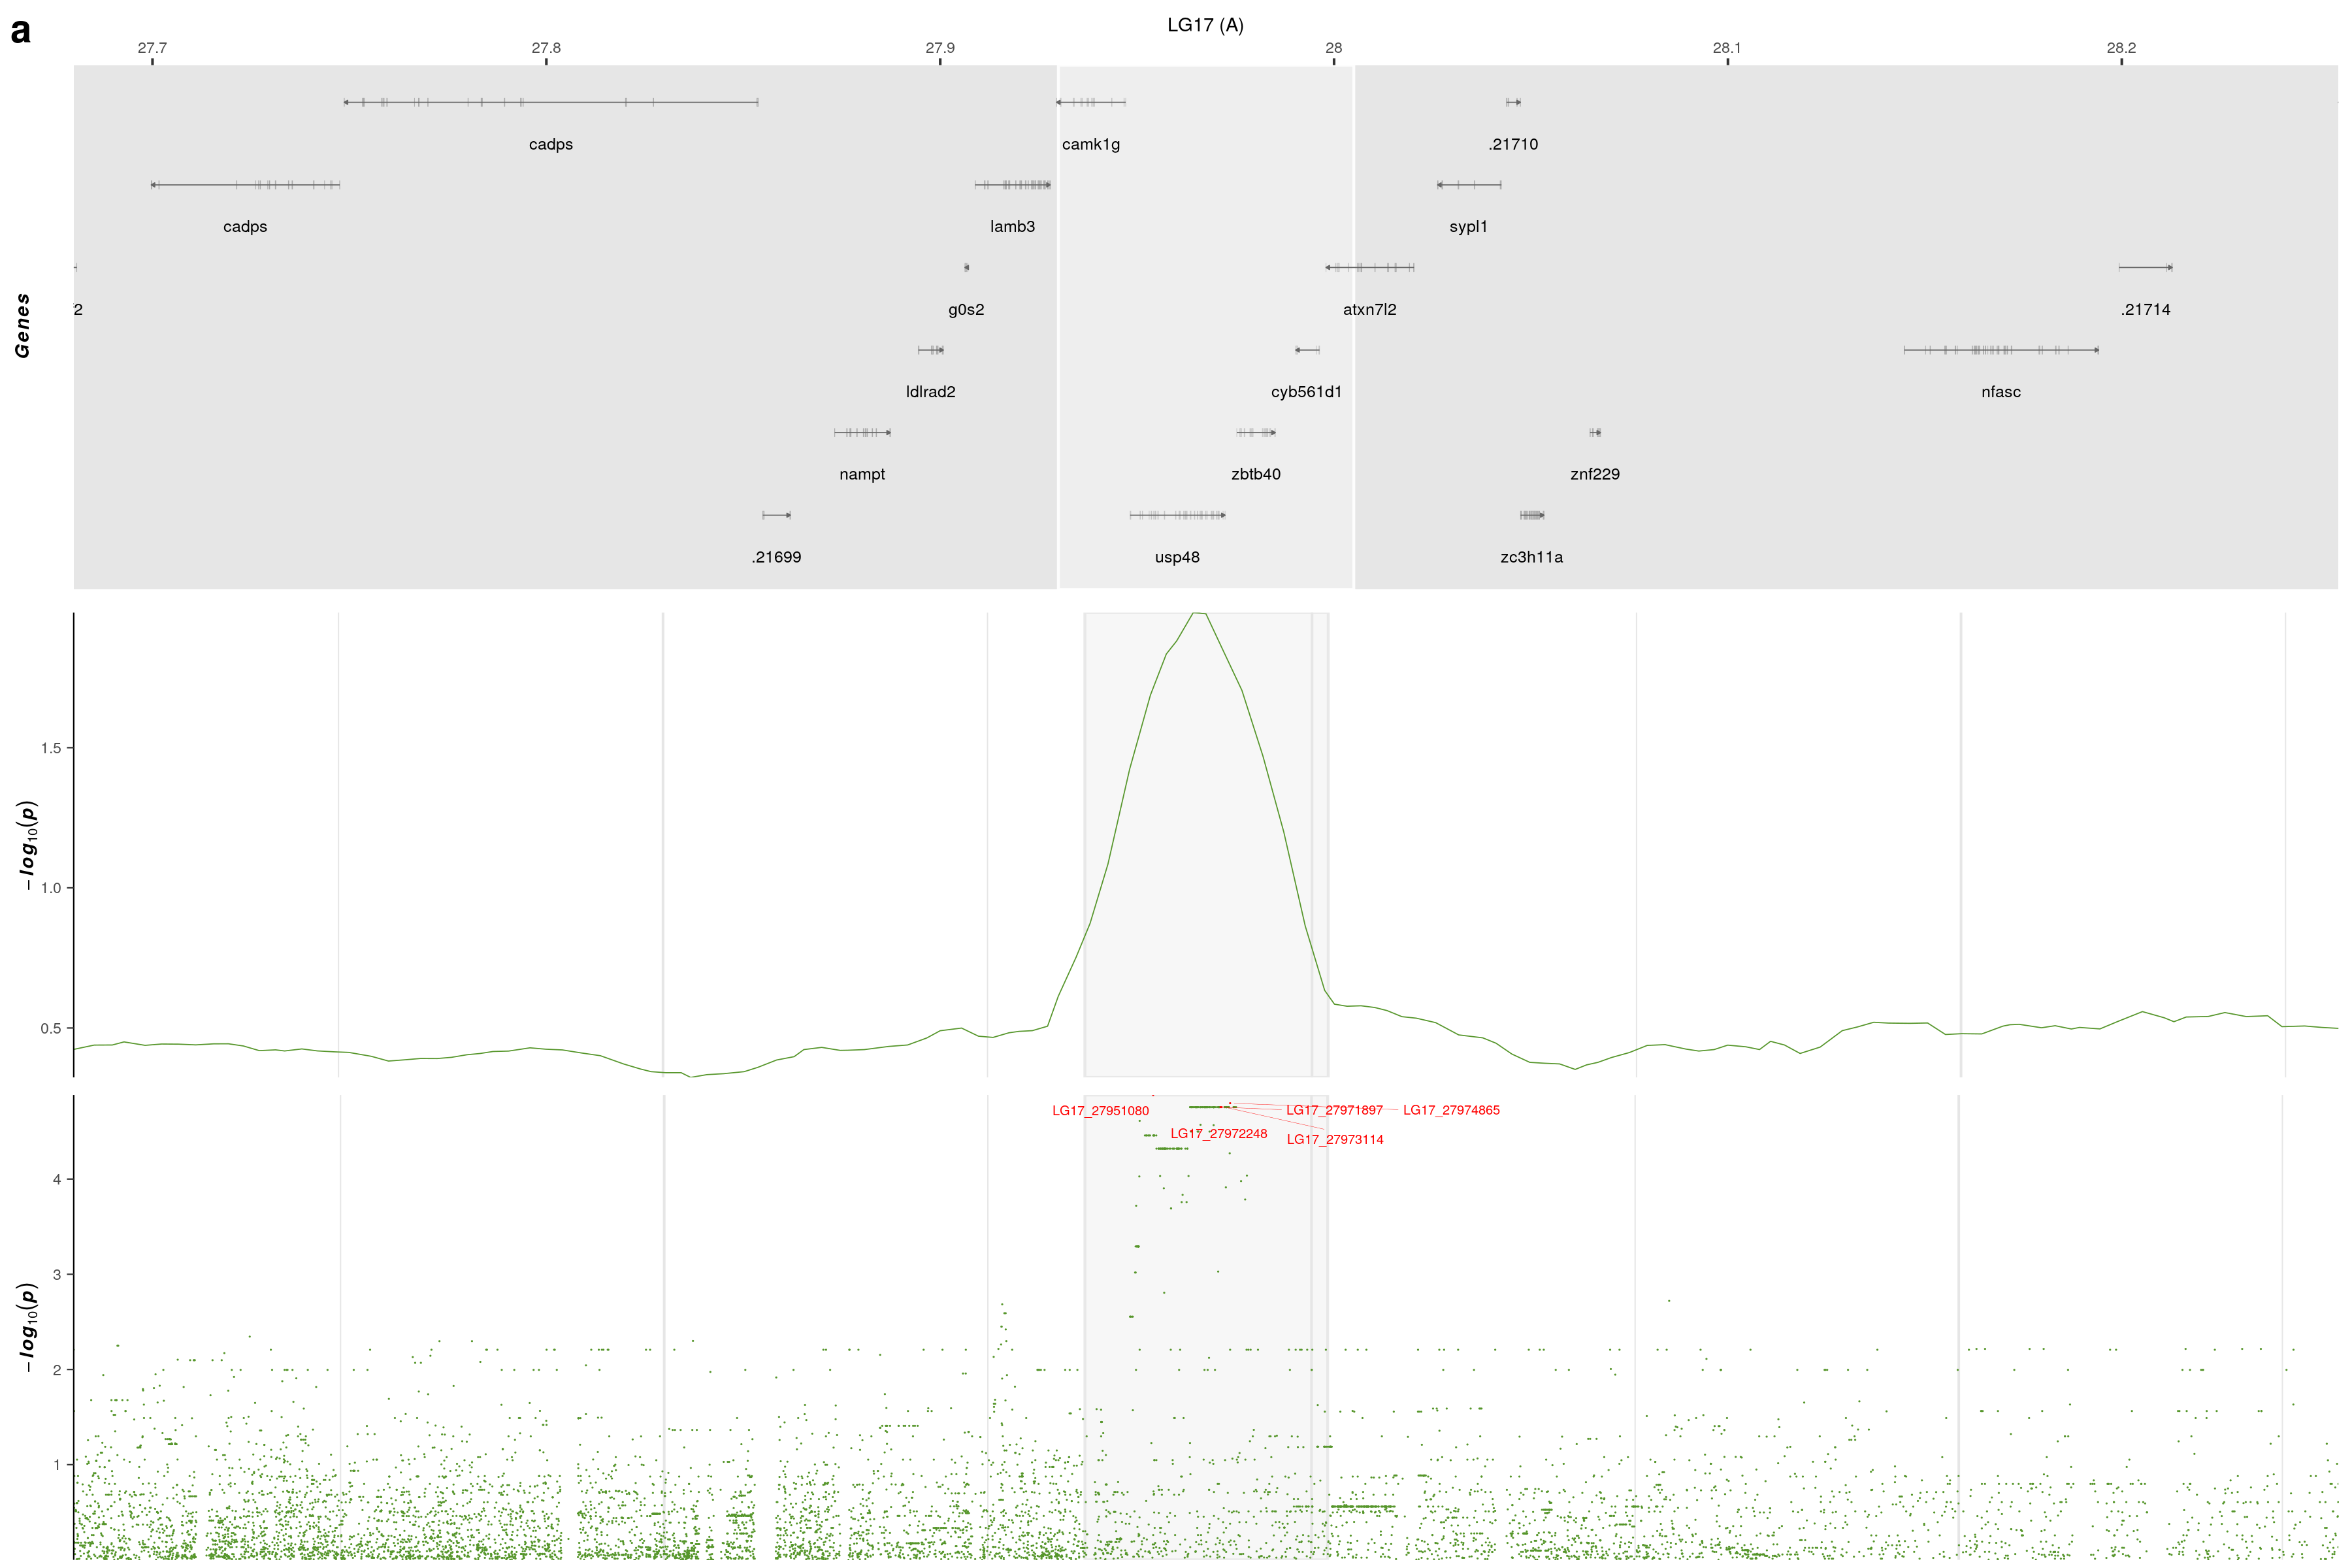 a
LG17 (A)
27.7 27.8 27.9 28 28.1 28.2
cadps camk1g .21710
cadps lamb3 sypl1
2 g0s2 atxn7l2 .21714
Genes
ldlrad2 cyb561d1 nfasc
nampt zbtb40 znf229
.21699 usp48 zc3h11a
1.5
−log10(p)
1.0
0.5
LG17_27951080 LG17_27971897 LG17_27974865
LG17_27972248 LG17_27973114
4
3
−log10(p)
2
1